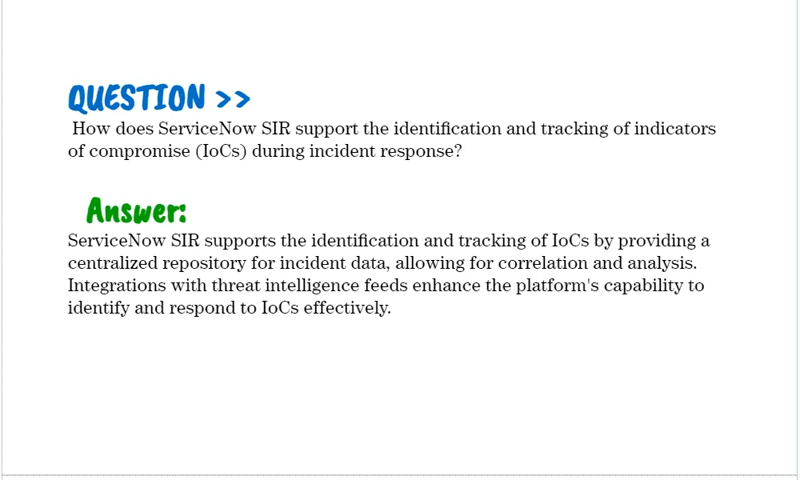 QUESTION >>
How does ServiceNow SIR support the identification and tracking of indicators
of compromise (IoCs) during incident response?
Answer:
ServiceNow SIR supports the identification and tracking of IoCs by providing a
centralized repository for incident data, allowing for correlation and analysis.
Integrations with threat intelligence feeds enhance the platform's capability to
identify and respond to IoCs effectively.